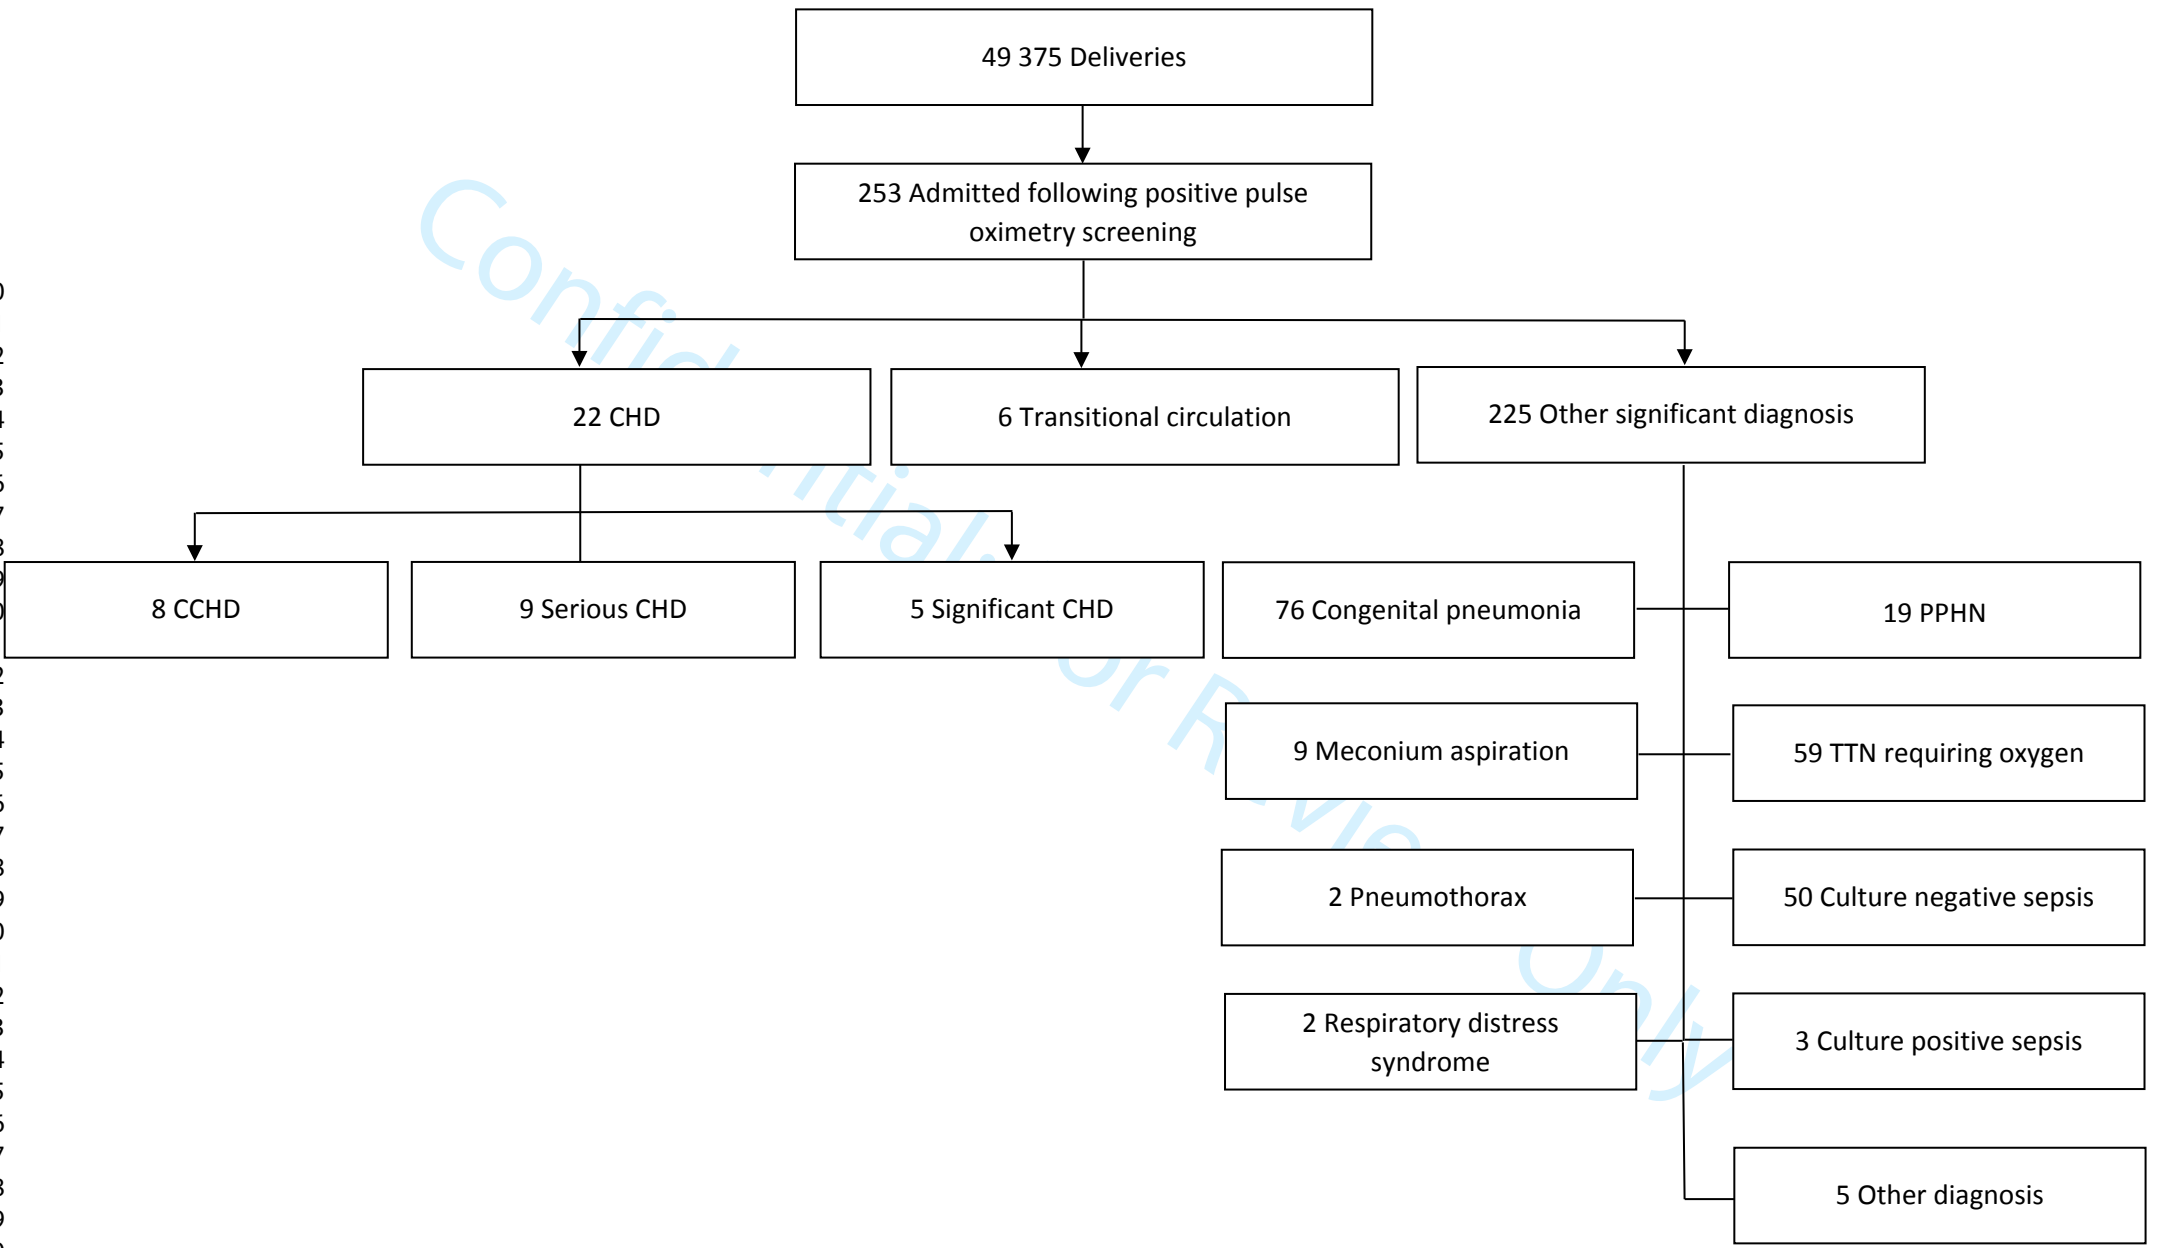 49 375 Deliveries
253 Admitted following positive pulse
oximetry screening
22 CHD
6 Transitional circulation
225 Other significant diagnosis
8 CCHD
9 Serious CHD
5 Significant CHD
76 Congenital pneumonia
19 PPHN
9 Meconium aspiration
59 TTN requiring oxygen
2 Pneumothorax
50 Culture negative sepsis
2 Respiratory distress
syndrome
3 Culture positive sepsis
5 Other diagnosis